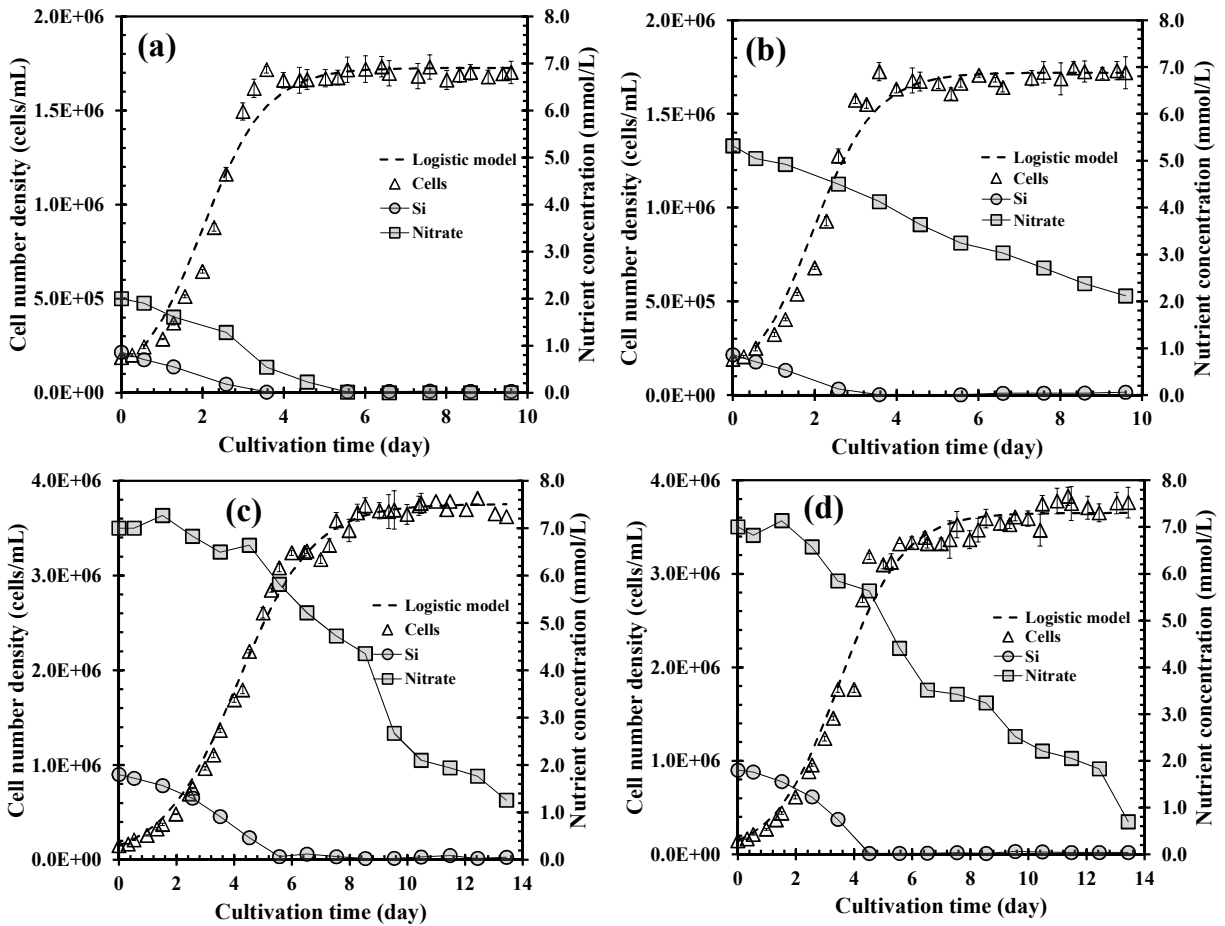 (a)
Cell number density (cells/mL)
2.0E+06
1.5E+06
1.0E+06
5.0E+05
0.0E+00
Logistic model
Cells
Si
Nitrate
8.0
7.0
6.0
5.0
4.0
3.0
2.0
1.0
0.0
Nutrient concentration (mmol/L)
0 2 4 6 8 10
Cultivation time (day)
(b)
Cell number density (cells/mL)
2.0E+06
1.5E+06
1.0E+06
5.0E+05
0.0E+00
Logistic model
Cells
Si
Nitrate
8.0
7.0
6.0
5.0
4.0
3.0
2.0
1.0
0.0
Nutrient concentration (mmol/L)
0 2 4 6 8 10
Cultivation time (day)
(c)
Cell number density (cells/mL)
4.0E+06
3.0E+06
2.0E+06
1.0E+06
0.0E+00
Logistic model
Cells
Si
Nitrate
8.0
7.0
6.0
5.0
4.0
3.0
2.0
1.0
0.0
Nutrient concentration (mmol/L)
0 2 4 6 8 10 12 14
Cultivation time (day)
(d)
Cell number density (cells/mL)
4.0E+06
3.0E+06
2.0E+06
1.0E+06
0.0E+00
Logistic model
Cells
Si
Nitrate
8.0
7.0
6.0
5.0
4.0
3.0
2.0
1.0
0.0
Nutrient concentration (mmol/L)
0 2 4 6 8 10 12 14
Cultivation time (day)